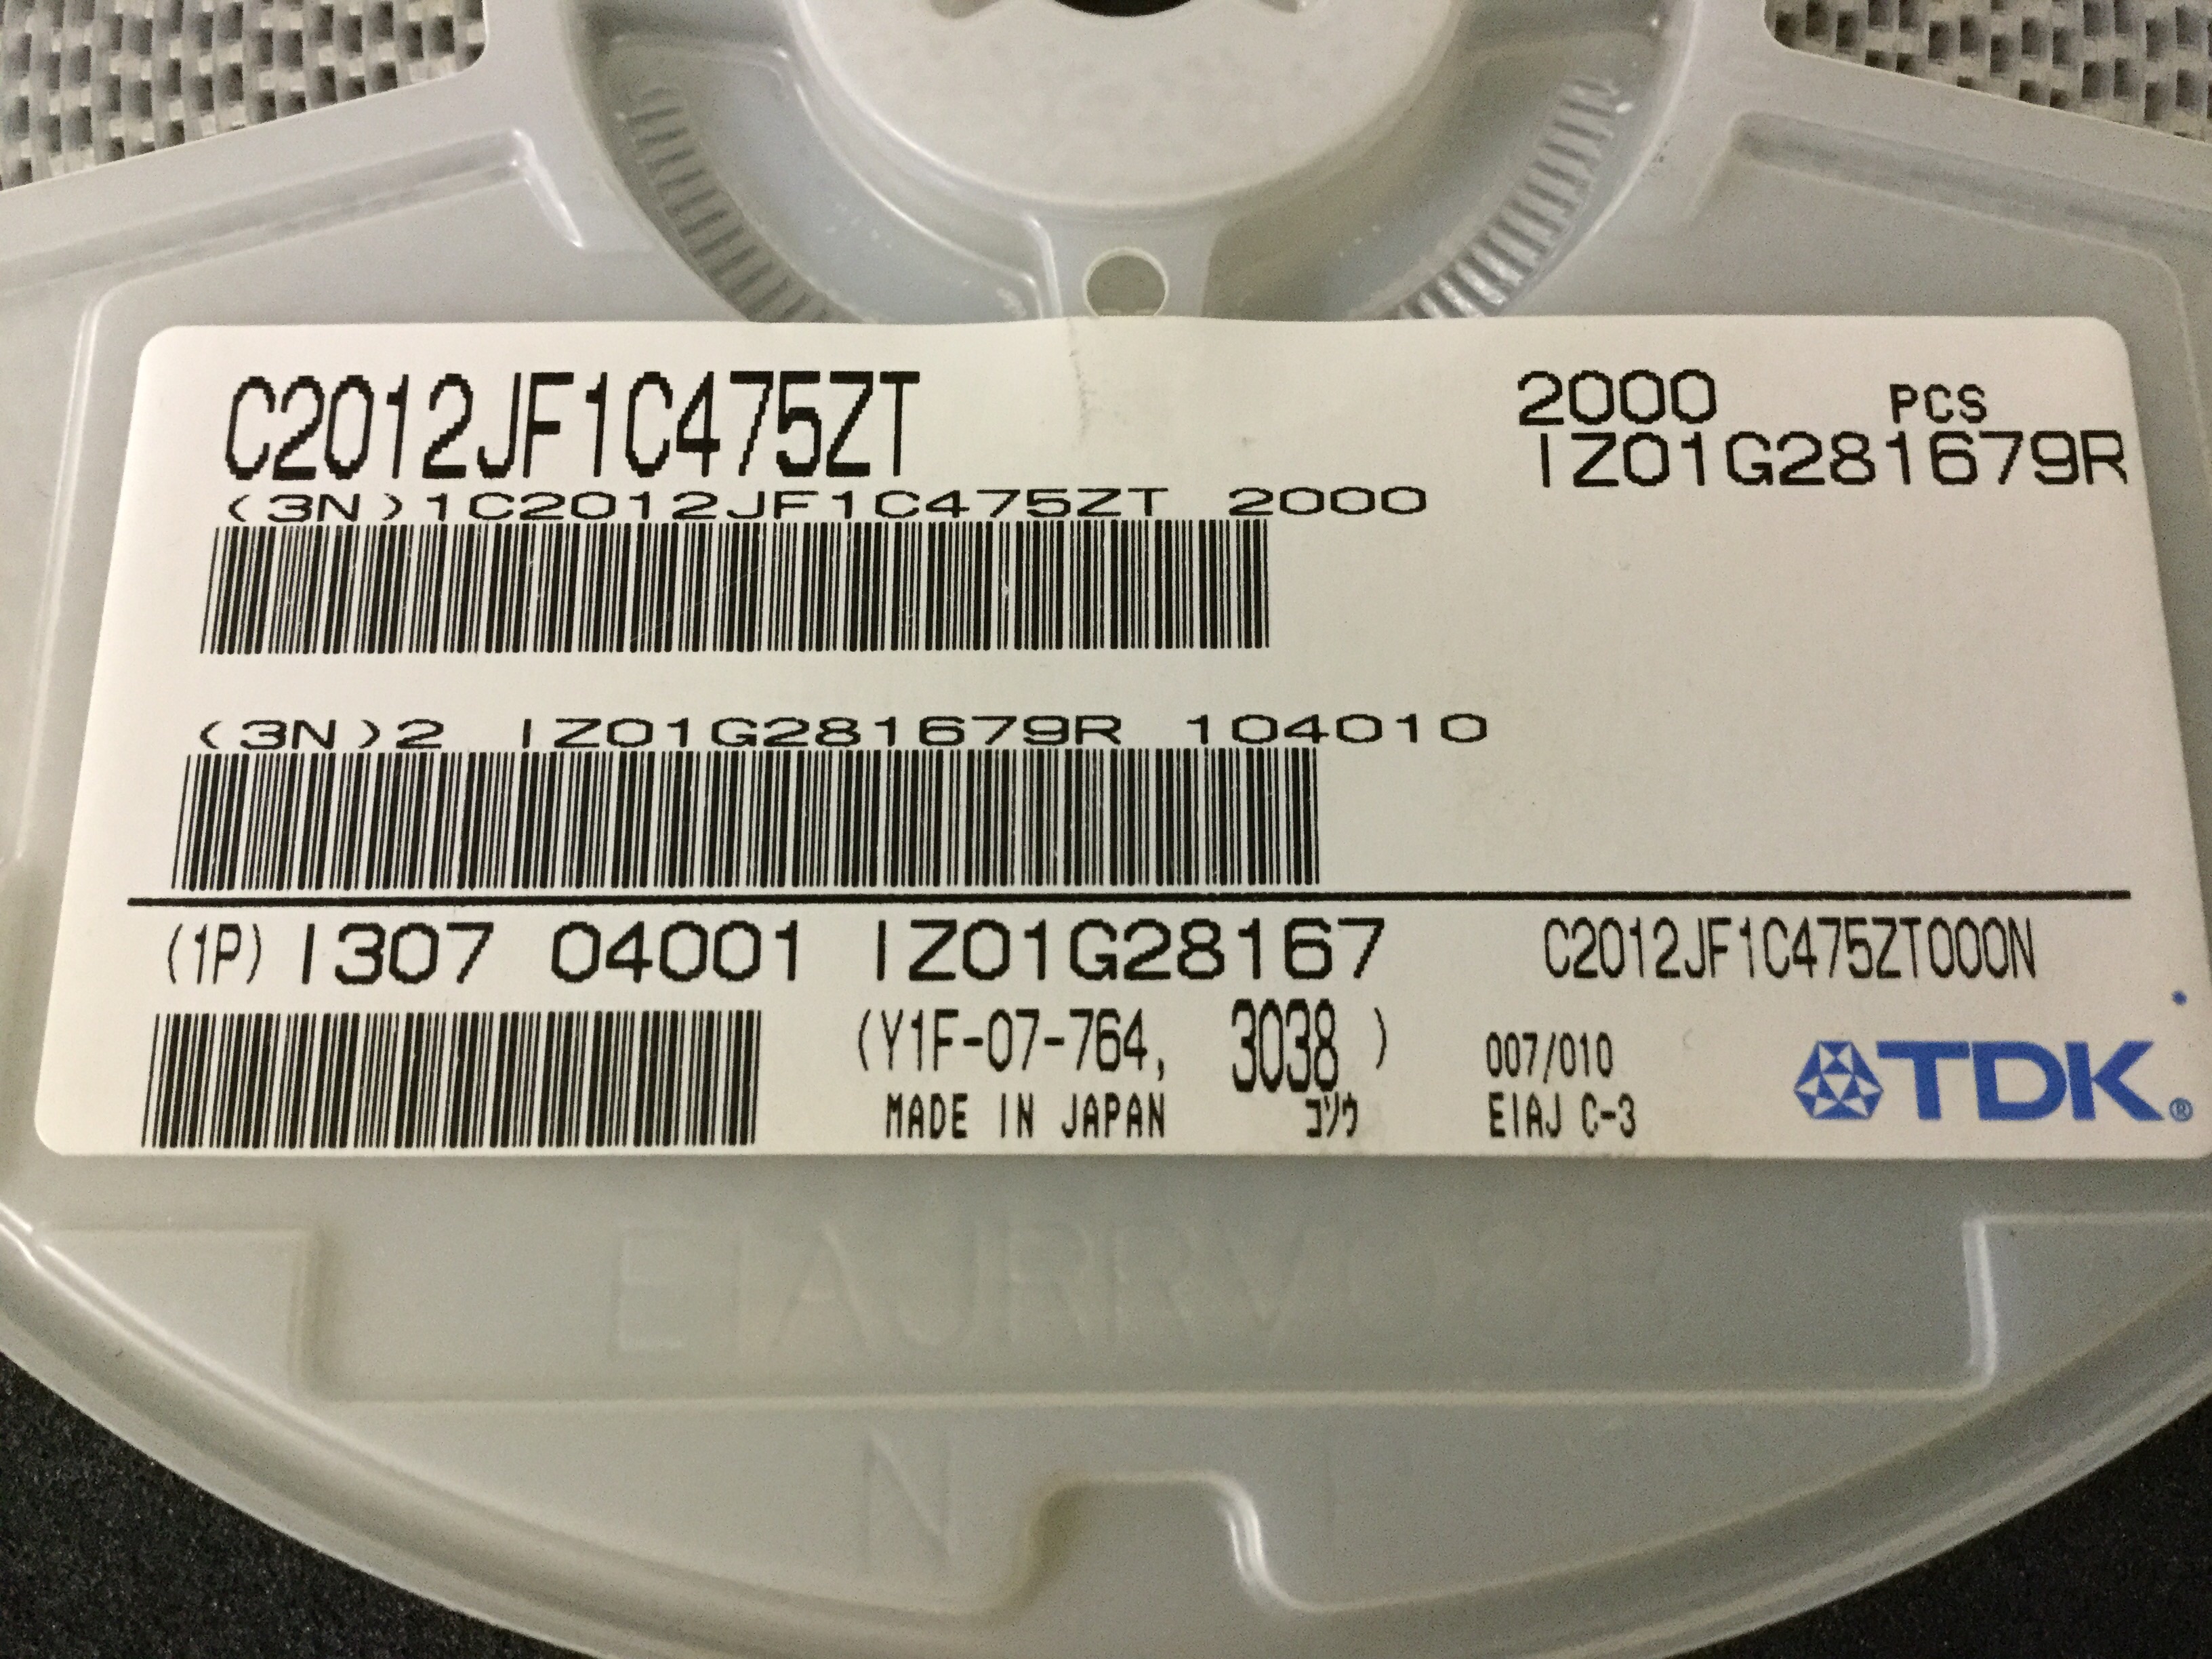 C2012JF1C475ZT
2000 PCS
IZ01G281679R
(3N)1C2012JF1C475ZT 2000
(3N)2 IZ01G281679R 104010
(1P) I307 04001 IZ01G28167 C2012JF1C475ZT000N
(Y1F-07-764, 3038 )
007/010
MADE IN JAPAN コソウ
EIAJ C-3
TDK®
N